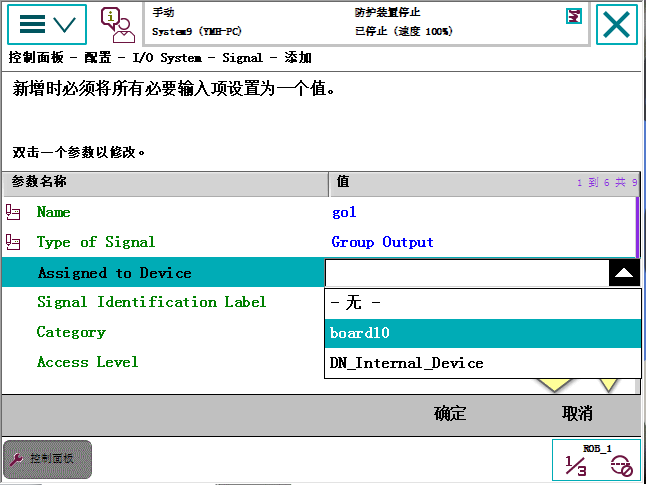 手动
防护装置停止
System9 (YMH-PC)
已停止 (速度 100%)
控制面板 - 配置 - I/O System - Signal - 添加
新增时必须将所有必要输入项设置为一个值。
双击一个参数以修改。
参数名称 值 1 到 6 共 9
Name go1
Type of Signal Group Output
Assigned to Device
Signal Identification Label - 无 -
Category board10
Access Level DN_Internal_Device
确定 取消
控制面板
ROB_1
1/3